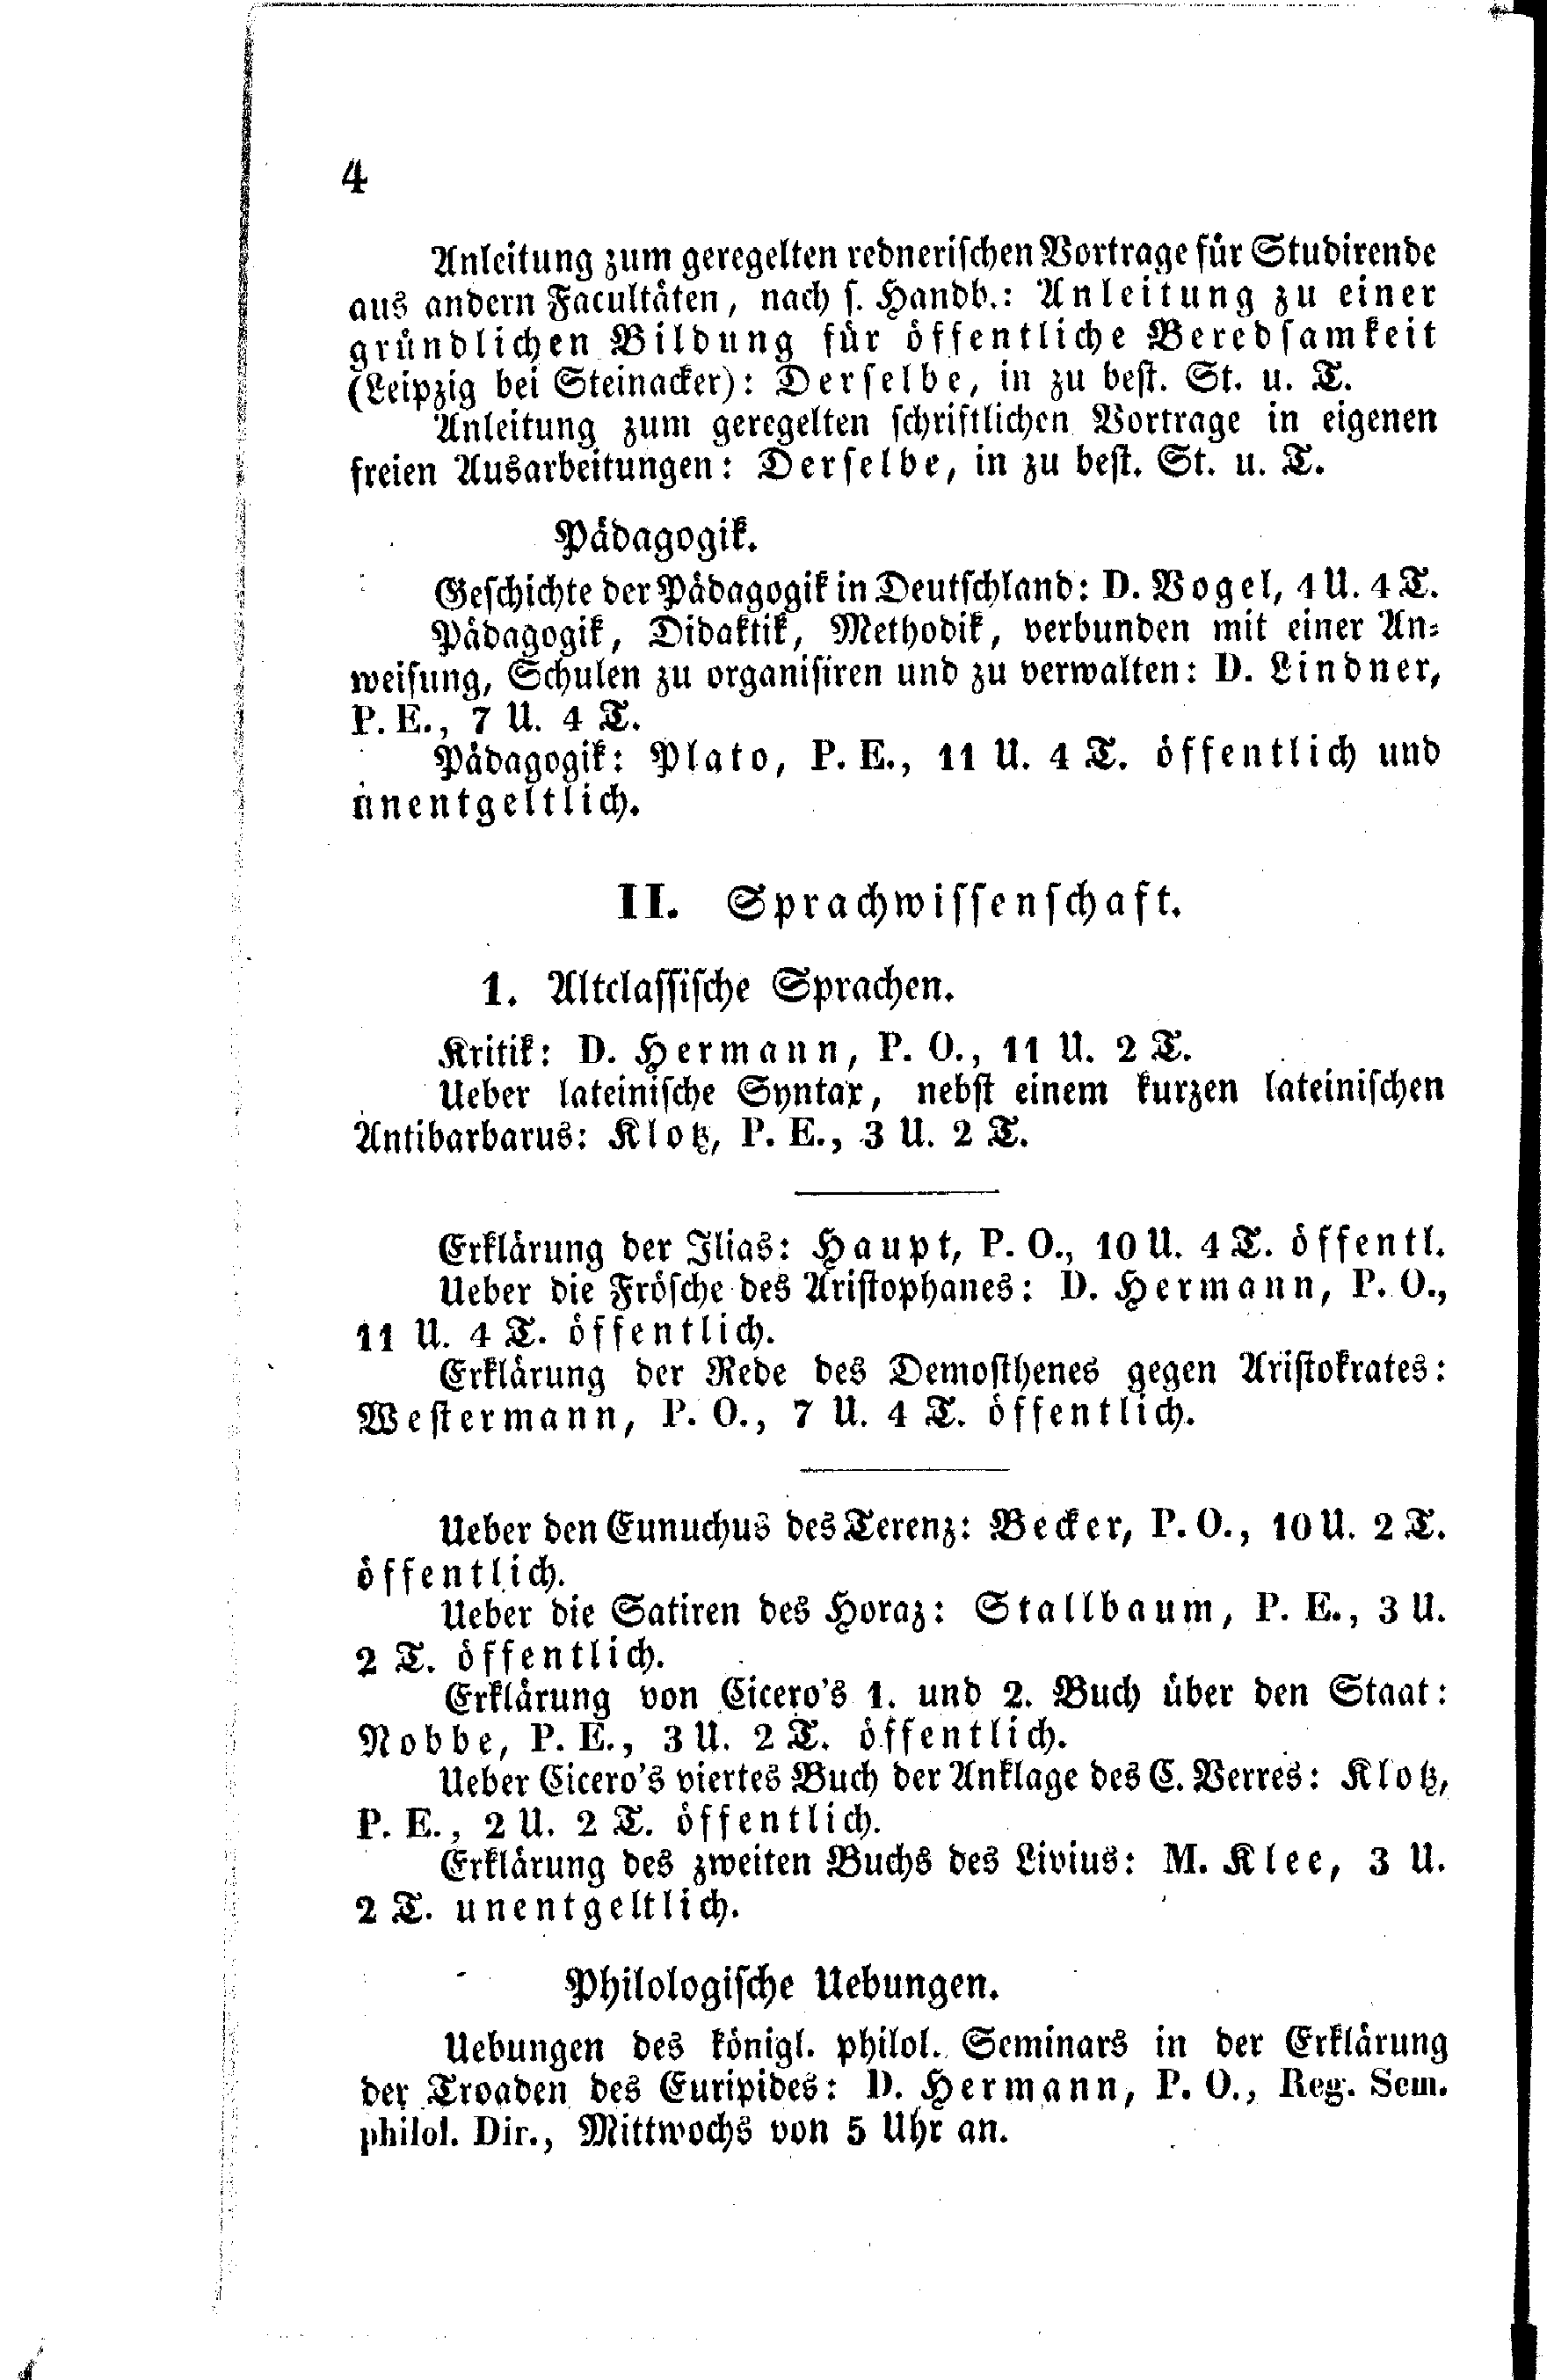 4
Anleitung zum geregelten rednerischen Vortrage für Studirende
aus andern Facultäten, nach s. Handb.: Anleitung zu einer
gründlichen Bildung für öffentliche Beredsamkeit
(Leipzig bei Steinacker): Derselbe, in zu best. St. u. T.
Anleitung zum geregelten schriftlichen Vortrage in eigenen
freien Ausarbeitungen: Derselbe, in zu best. St. u. T.
Pädagogik.
Geschichte der Pädagogik in Deutschland: D. Vogel, 4 U. 4 T.
Pädagogik, Didaktik, Methodik, verbunden mit einer An-
weisung, Schulen zu organisiren und zu verwalten: D. Lindner,
P. E., 7 U. 4 T.
Pädagogik: Plato, P. E., 11 U. 4 T. öffentlich und
unentgeltlich.
II. Sprachwissenschaft.
1. Altclassische Sprachen.
Kritik: D. Hermann, P. O., 11 U. 2 T.
Ueber lateinische Syntax, nebst einem kurzen lateinischen
Antibarbarus: Klotz, P. E., 3 U. 2 T.
Erklärung der Ilias: Haupt, P. O., 10 U. 4 T. öffentl.
Ueber die Frösche des Aristophanes: D. Hermann, P. O.,
11 U. 4 T. öffentlich.
Erklärung der Rede des Demosthenes gegen Aristokrates:
Westermann, P. O., 7 U. 4 T. öffentlich.
Ueber den Eunuchus des Terenz: Becker, P. O., 10 U. 2 T.
öffentlich.
Ueber die Satiren des Horaz: Stallbaum, P. E., 3 U.
2 T. öffentlich.
Erklärung von Cicero's 1. und 2. Buch über den Staat:
Nobbe, P. E., 3 U. 2 T. öffentlich.
Ueber Cicero's viertes Buch der Anklage des C. Verres: Klotz,
P. E., 2 U. 2 T. öffentlich.
Erklärung des zweiten Buchs des Livius: M. Klee, 3 U.
2 T. unentgeltlich.
Philologische Uebungen.
Uebungen des königl. philol. Seminars in der Erklärung
der Troaden des Euripides: D. Hermann, P. O., Reg. Sem.
philol. Dir., Mittwochs von 5 Uhr an.